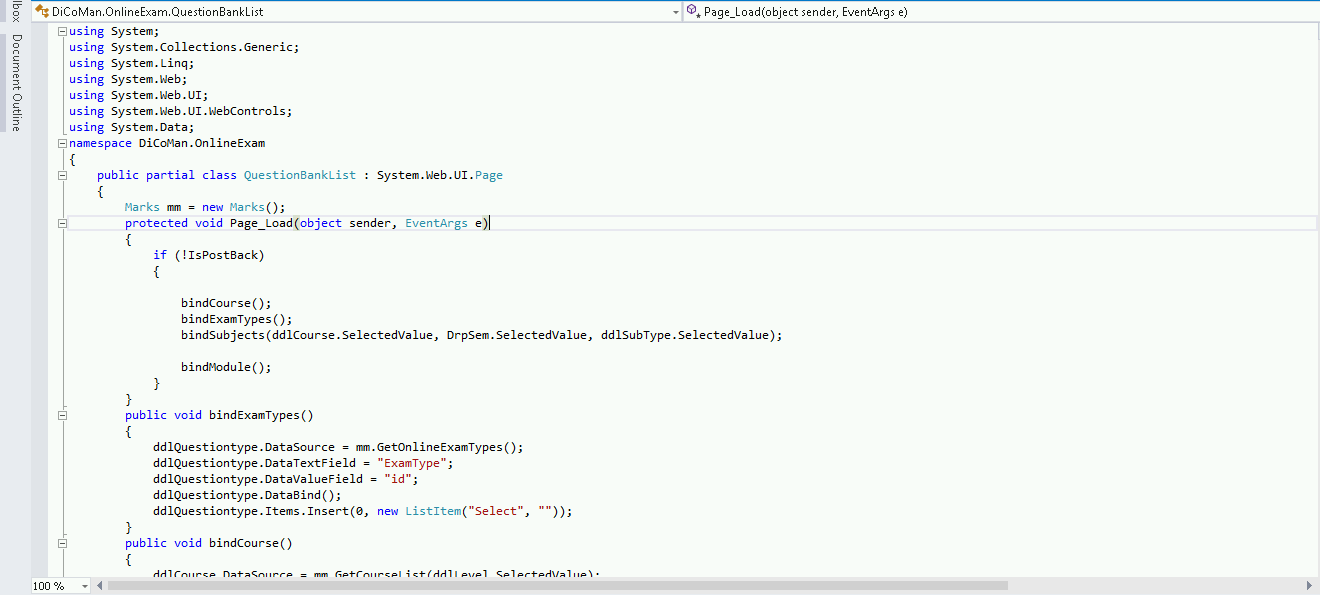 llbox
Document Outline
DiCoMan.OnlineExam.QuestionBankList
Page_Load(object sender, EventArgs e)
using System;
using System.Collections.Generic;
using System.Linq;
using System.Web;
using System.Web.UI;
using System.Web.UI.WebControls;
using System.Data;
namespace DiCoMan.OnlineExam
{
    public partial class QuestionBankList : System.Web.UI.Page
    {
        Marks mm = new Marks();
        protected void Page_Load(object sender, EventArgs e)
        {
            if (!IsPostBack)
            {
                bindCourse();
                bindExamTypes();
                bindSubjects(ddlCourse.SelectedValue, DrpSem.SelectedValue, ddlSubType.SelectedValue);
                bindModule();
            }
        }
        public void bindExamTypes()
        {
            ddlQuestiontype.DataSource = mm.GetOnlineExamTypes();
            ddlQuestiontype.DataTextField = "ExamType";
            ddlQuestiontype.DataValueField = "id";
            ddlQuestiontype.DataBind();
            ddlQuestiontype.Items.Insert(0, new ListItem("Select", ""));
        }
        public void bindCourse()
        {
            ddlCourse.DataSource = mm.GetCourseList(ddlLevel.SelectedValue);
100 %